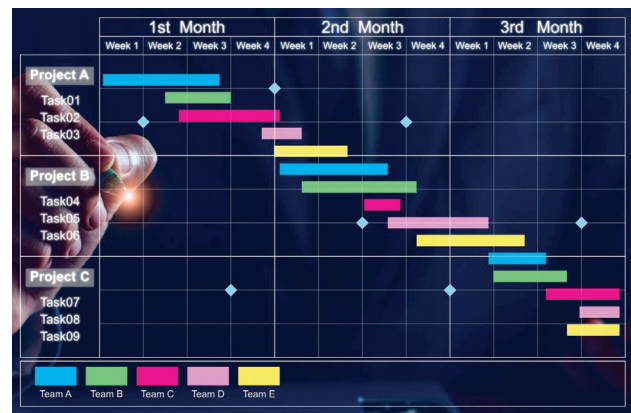 1st Month 2nd Month 3rd Month
Week 1 Week 2 Week 3 Week 4 Week 1 Week 2 Week 3 Week 4 Week 1 Week 2 Week 3 Week 4
Project A
Task01
Task02
Task03
Project B
Task04
Task05
Task06
Project C
Task07
Task08
Task09
Team A Team B Team C Team D Team E